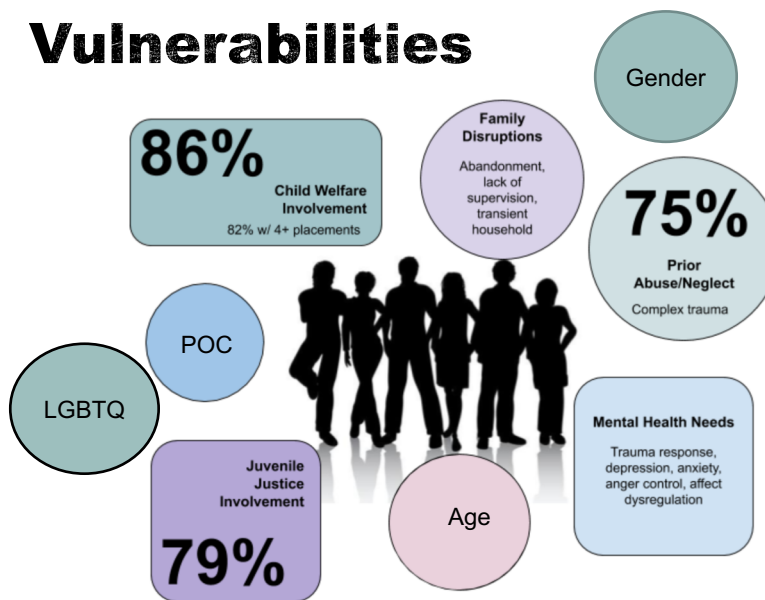 Vulnerabilities
Gender
86%
Child Welfare
Involvement
82% w/ 4+ placements
Family
Disruptions
Abandonment,
lack of
supervision,
transient
household
75%
Prior
Abuse/Neglect
Complex trauma
POC
LGBTQ
Juvenile
Justice
Involvement
79%
Age
Mental Health Needs
Trauma response,
depression, anxiety,
anger control, affect
dysregulation